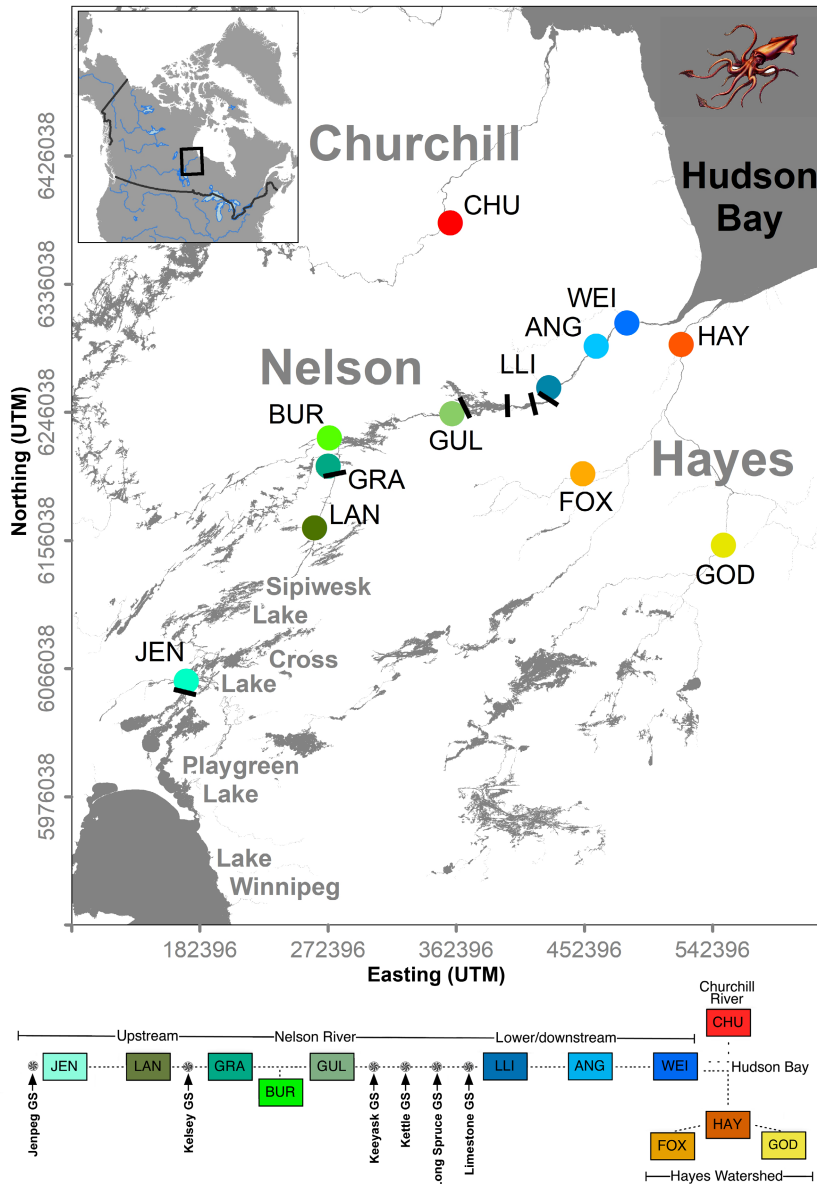 Churchill
CHU
Hudson
Bay
WEI
ANG
HAY
LLI
Nelson
BUR
GUL
GRA
Hayes
FOX
LAN
GOD
Sipiwesk
Lake
JEN
Cross
Lake
Playgreen
Lake
Lake
Winnipeg
Northing (UTM)
6426038
6336038
6246038
6156038
6066038
5976038
182396
272396
362396
452396
542396
Easting (UTM)
Churchill
River
CHU
Upstream
Nelson River
Lower/downstream
JEN
LAN
GRA
BUR
GUL
LLI
ANG
WEI
Hudson Bay
Jenpeg GS
Kelsey GS
Keeyask GS
Kettle GS
Long Spruce GS
Limestone GS
HAY
FOX
GOD
Hayes Watershed